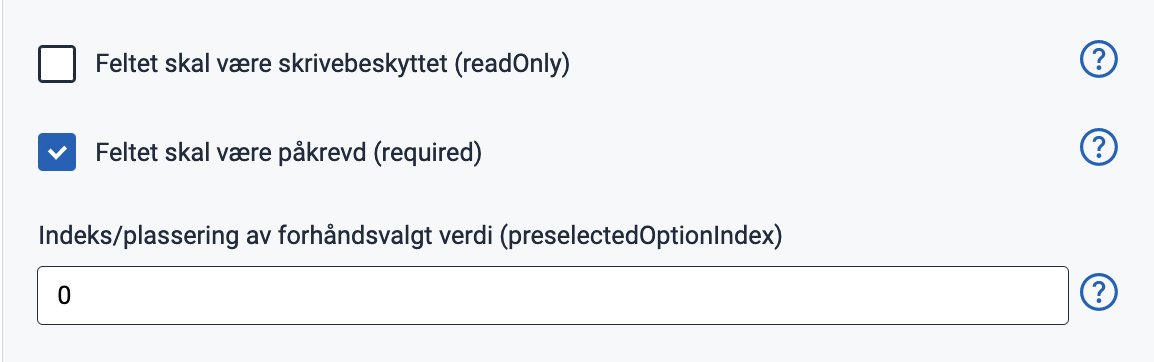 Feltet skal være skrivebeskyttet (readOnly)
?
Feltet skal være påkrevd (required)
?
Indeks/plassering av forhåndsvalgt verdi (preselectedOptionIndex)
0
?